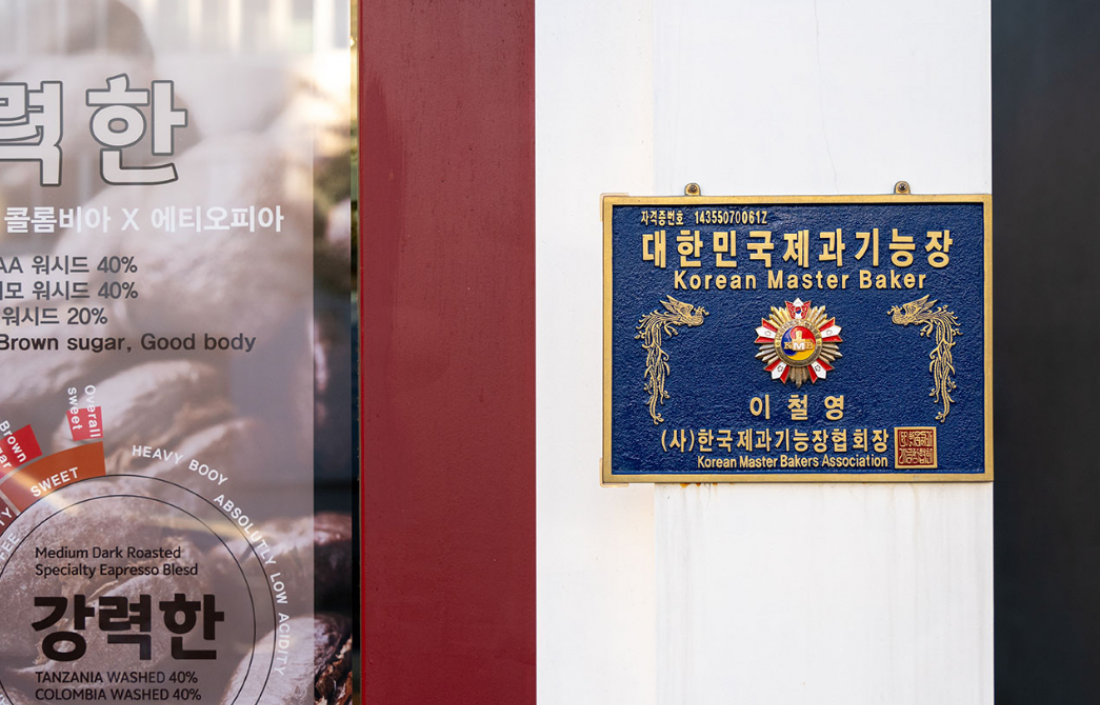 력한
콜롬비아 X 에티오피아
AA 워시드 40%
모 워시드 40%
워시드 20%
Brown sugar, Good body
Overall
sweet
Brown
SWEET
HEAVY BODY
ABSOLUTLY LOW ACIDITY
Medium Dark Roasted
Specialty Eapresso Blesd
강력한
TANZANIA WASHED 40%
COLOMBIA WASHED 40%
자격증번호 14355070061Z
대한민국제과기능장
Korean Master Baker
KMB
이철영
(사)한국제과기능장협회장
Korean Master Bakers Association